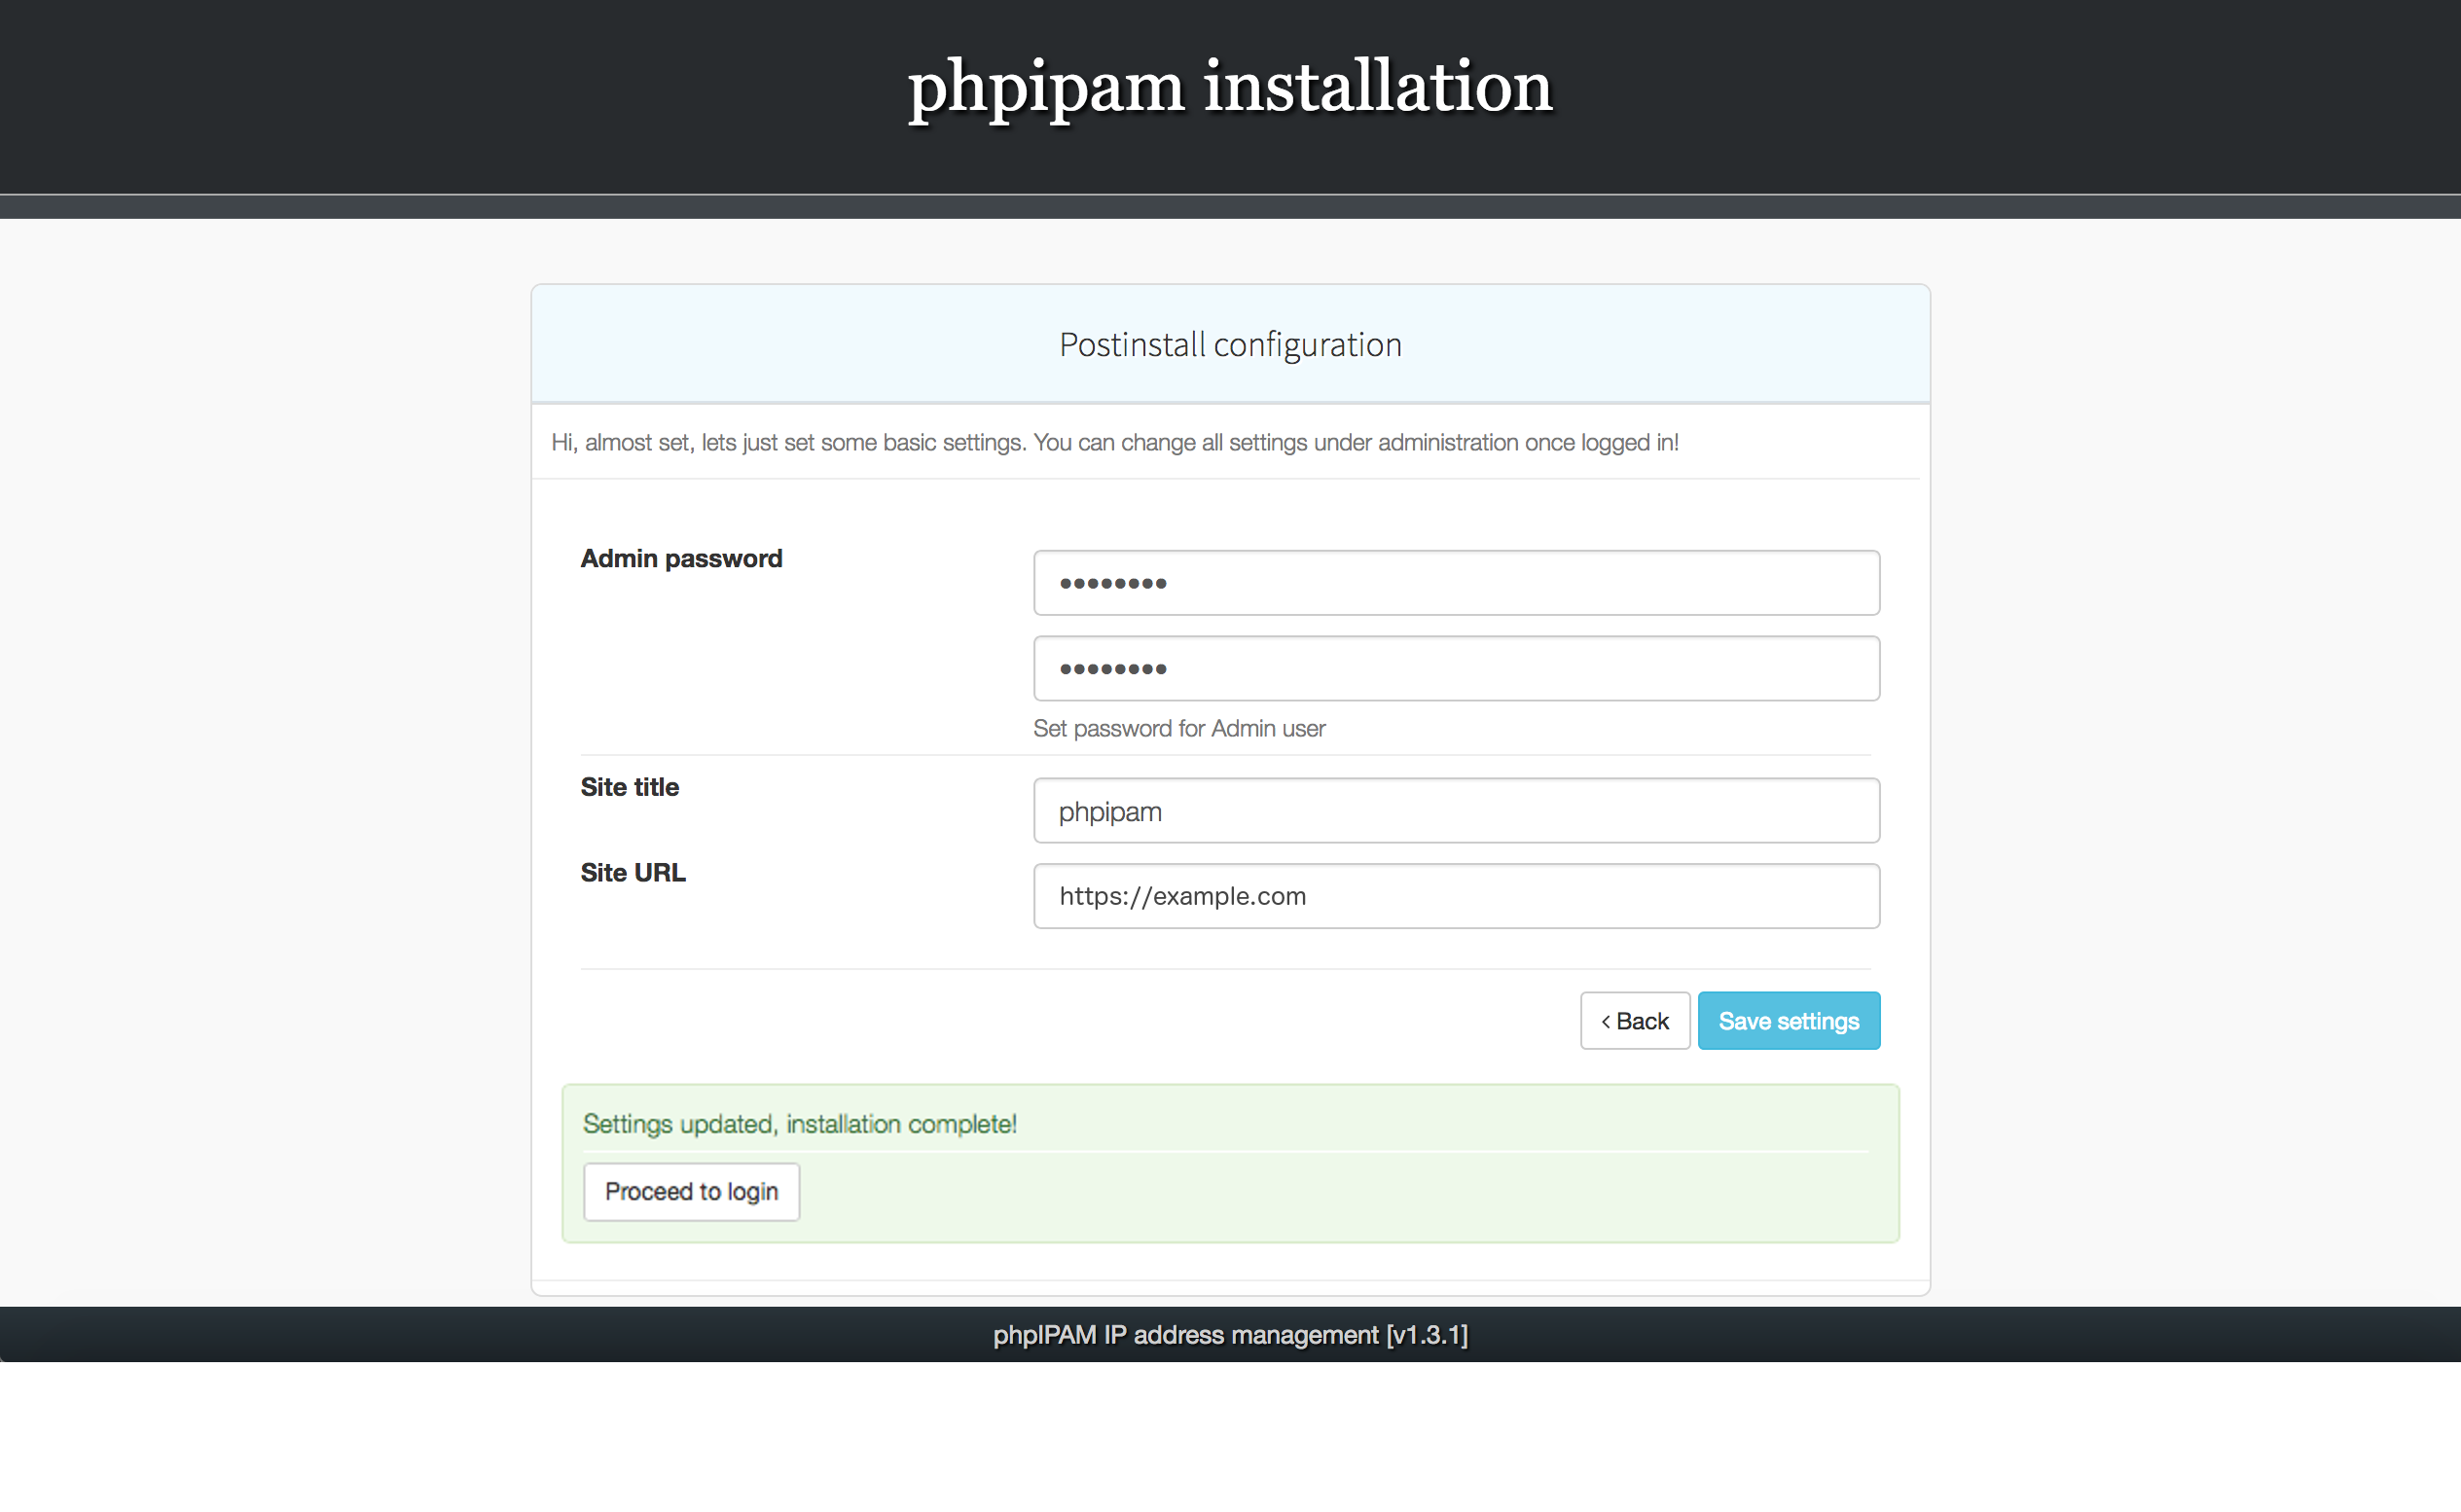 phpipam installation
Postinstall configuration
Hi, almost set, lets just set some basic settings. You can change all settings under administration once logged in!
Admin password
••••••••
••••••••
Set password for Admin user
Site title
phpipam
Site URL
https://example.com
‹ Back
Save settings
Settings updated, installation complete!
Proceed to login
phpIPAM IP address management [v1.3.1]